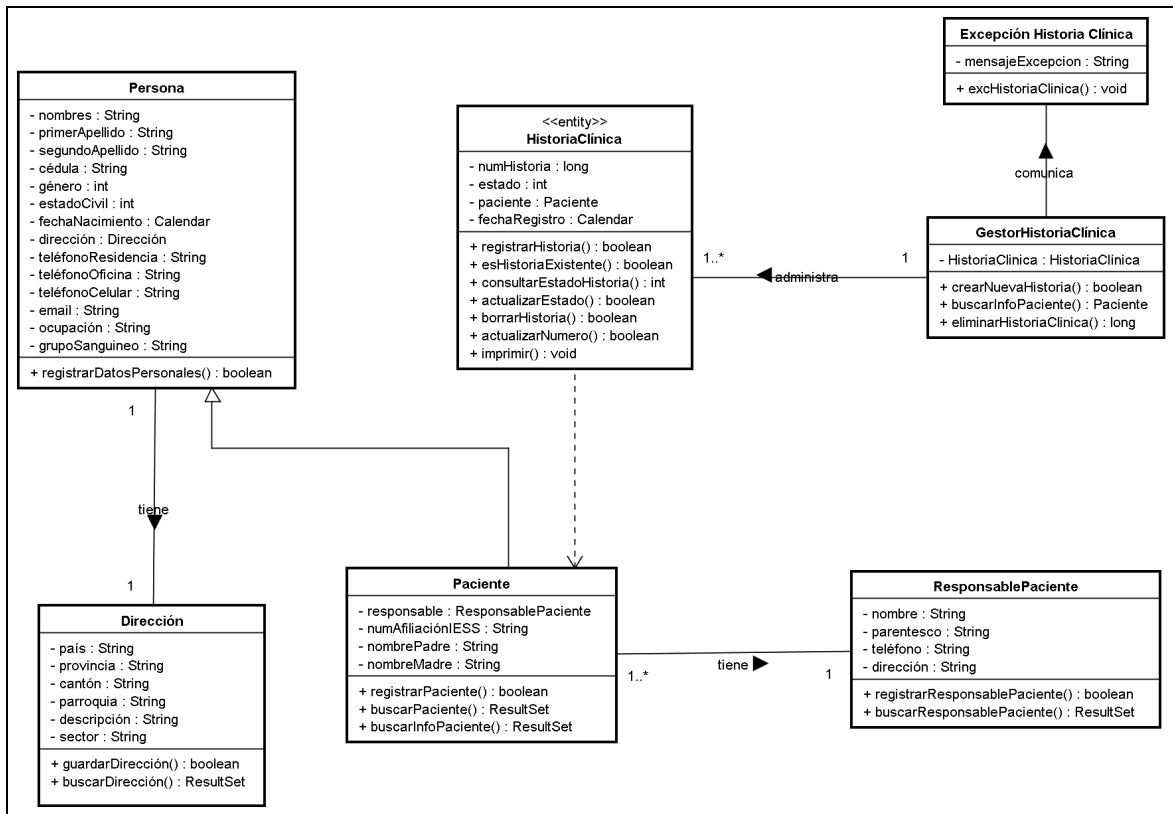 Excepción Historia Clínica
- mensajeExcepcion : String
+ excHistoriaClinica() : void
comunica
Persona
- nombres : String
- primerApellido : String
- segundoApellido : String
- cédula : String
- género : int
- estadoCivil : int
- fechaNacimiento : Calendar
- dirección : Dirección
- teléfonoResidencia : String
- teléfonoOficina : String
- teléfonoCelular : String
- email : String
- ocupación : String
- grupoSanguineo : String
+ registrarDatosPersonales() : boolean
<<entity>>
HistoriaClínica
- numHistoria : long
- estado : int
- paciente : Paciente
- fechaRegistro : Calendar
+ registrarHistoria() : boolean
+ esHistoriaExistente() : boolean
+ consultarEstadoHistoria() : int
+ actualizarEstado() : boolean
+ borrarHistoria() : boolean
+ actualizarNumero() : boolean
+ imprimir() : void
1..*
administra
1
GestorHistoriaClínica
- HistoriaClinica : HistoriaClínica
+ crearNuevaHistoria() : boolean
+ buscarInfoPaciente() : Paciente
+ eliminarHistoriaClinica() : long
1
tiene
1
Dirección
- país : String
- provincia : String
- cantón : String
- parroquia : String
- descripción : String
- sector : String
+ guardarDirección() : boolean
+ buscarDirección() : ResultSet
Paciente
- responsable : ResponsablePaciente
- numAfiliaciónIESS : String
- nombrePadre : String
- nombreMadre : String
+ registrarPaciente() : boolean
+ buscarPaciente() : ResultSet
+ buscarInfoPaciente() : ResultSet
1..*
tiene
1
ResponsablePaciente
- nombre : String
- parentesco : String
- teléfono : String
- dirección : String
+ registrarResponsablePaciente() : boolean
+ buscarResponsablePaciente() : ResultSet